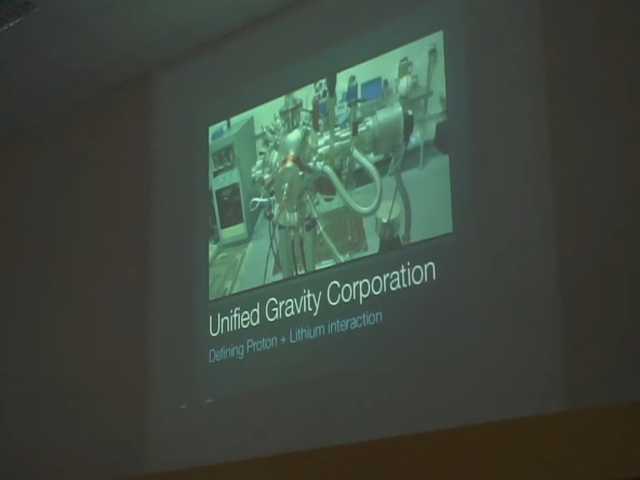 Unified Gravity Corporation
Defining Proton + Lithium interaction